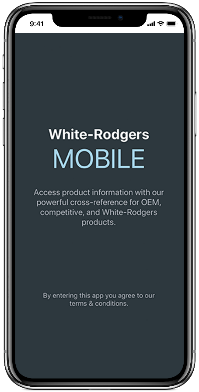 9:41
White-Rodgers
MOBILE
Access product information with our
powerful cross-reference for OEM,
competitive, and White-Rodgers
products.
By entering this app you agree to our
terms & conditions.